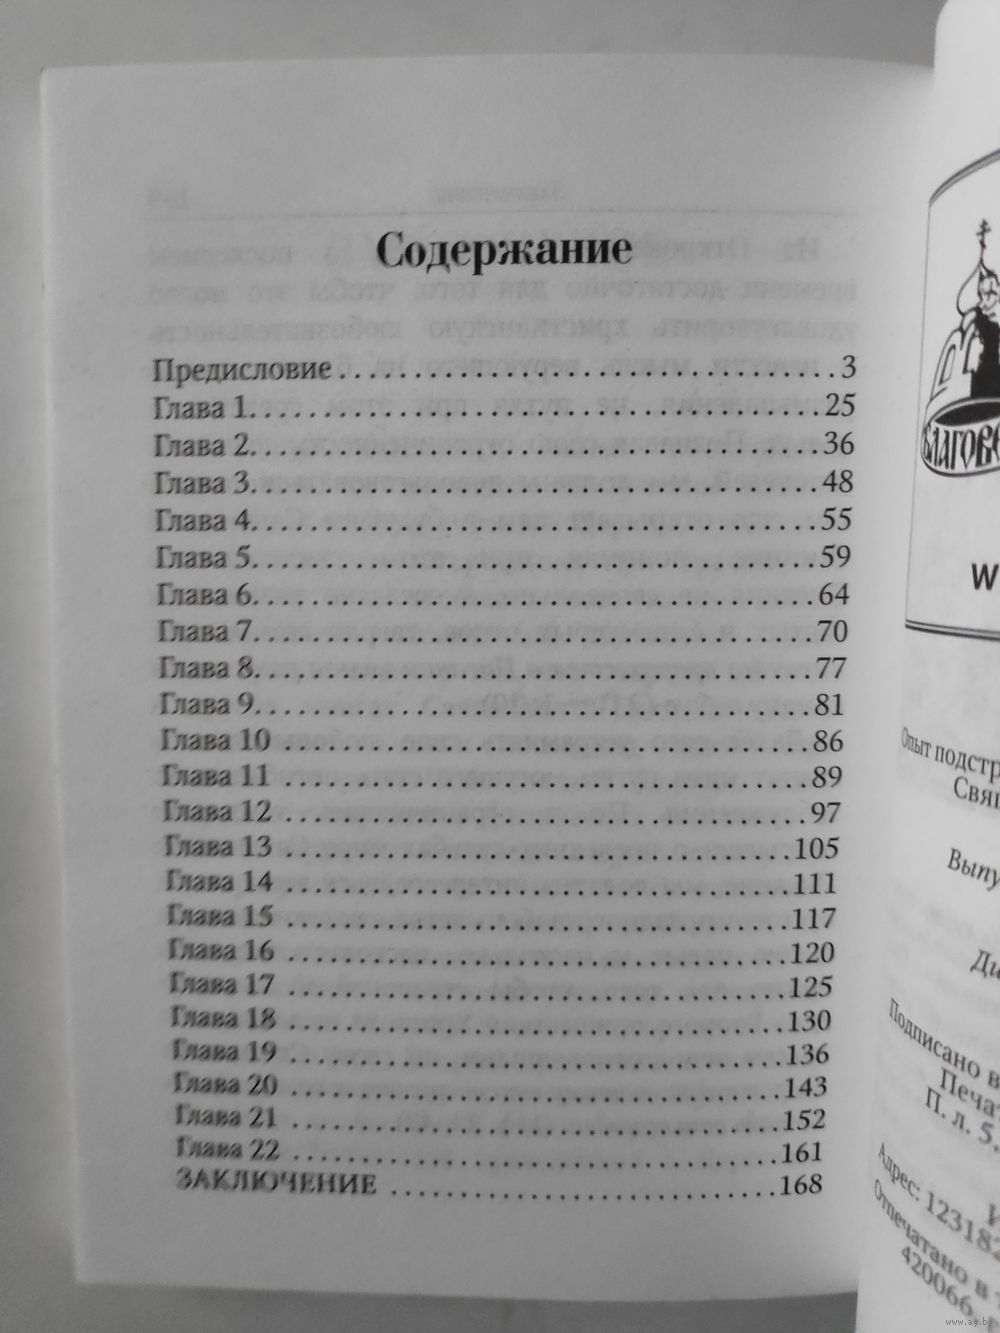 Содержание
Предисловие 3
Глава 1 25
Глава 2 36
Глава 3 48
Глава 4 55
Глава 5 59
Глава 6 64
Глава 7 70
Глава 8 77
Глава 9 81
Глава 10 86
Глава 11 89
Глава 12 97
Глава 13 105
Глава 14 111
Глава 15 117
Глава 16 120
Глава 17 125
Глава 18 130
Глава 19 136
Глава 20 143
Глава 21 152
Глава 22 161
ЗАКЛЮЧЕНИЕ 168
W
Опыт
Подписано в
П. л. 5,
Адрес: 123182
Отпечатано в
420066,
www.ay.by